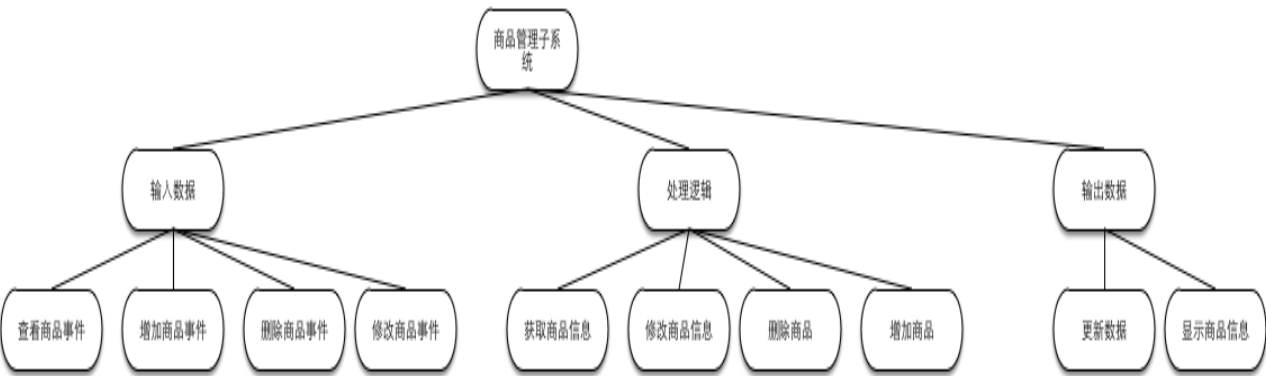 商品管理子系
统
输入数据
处理逻辑
输出数据
查看商品事件
增加商品事件
删除商品事件
修改商品事件
获取商品信息
修改商品信息
删除商品
增加商品
更新数据
显示商品信息